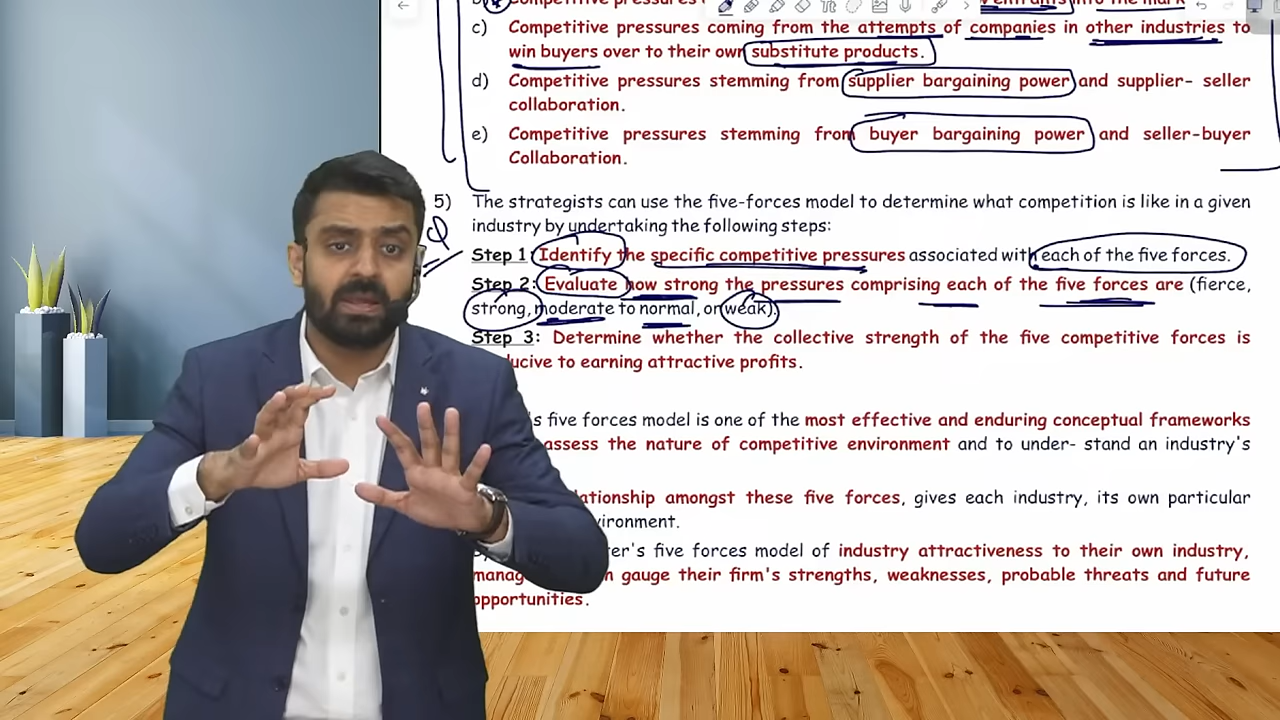 b) Competitive pressures entrants into the mark
c) Competitive pressures coming from the attempts of companies in other industries to
win buyers over to their own substitute products.
d) Competitive pressures stemming from supplier bargaining power and supplier- seller
collaboration.
e) Competitive pressures stemming from buyer bargaining power and seller-buyer
Collaboration.
5) The strategists can use the five-forces model to determine what competition is like in a given
industry by undertaking the following steps:
Step 1: Identify the specific competitive pressures associated with each of the five forces.
Step 2: Evaluate how strong the pressures comprising each of the five forces are (fierce,
strong, moderate to normal, or weak).
Step 3: Determine whether the collective strength of the five competitive forces is
ucive to earning attractive profits.
's five forces model is one of the most effective and enduring conceptual frameworks
assess the nature of competitive environment and to under- stand an industry's
lationship amongst these five forces, gives each industry, its own particular
vironment.
ter's five forces model of industry attractiveness to their own industry,
manag n gauge their firm's strengths, weaknesses, probable threats and future
opportunities.